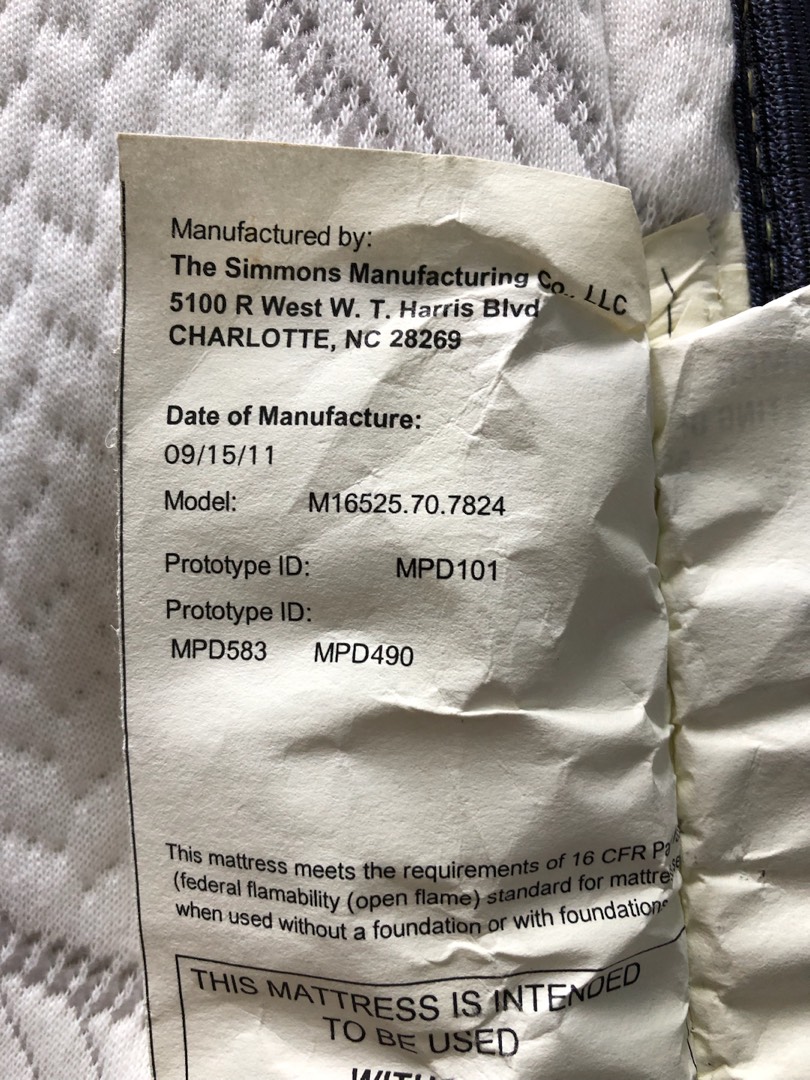 Manufactured by:
The Simmons Manufacturing Co., LLC
5100 R West W. T. Harris Blvd
CHARLOTTE, NC 28269
Date of Manufacture:
09/15/11
Model: M16525.70.7824
Prototype ID: MPD101
Prototype ID:
MPD583 MPD490
This mattress meets the requirements of 16 CFR
(federal flamability (open flame) standard for
when used without a foundation or with foundations
THIS MATTRESS IS INTENDED
TO BE USED